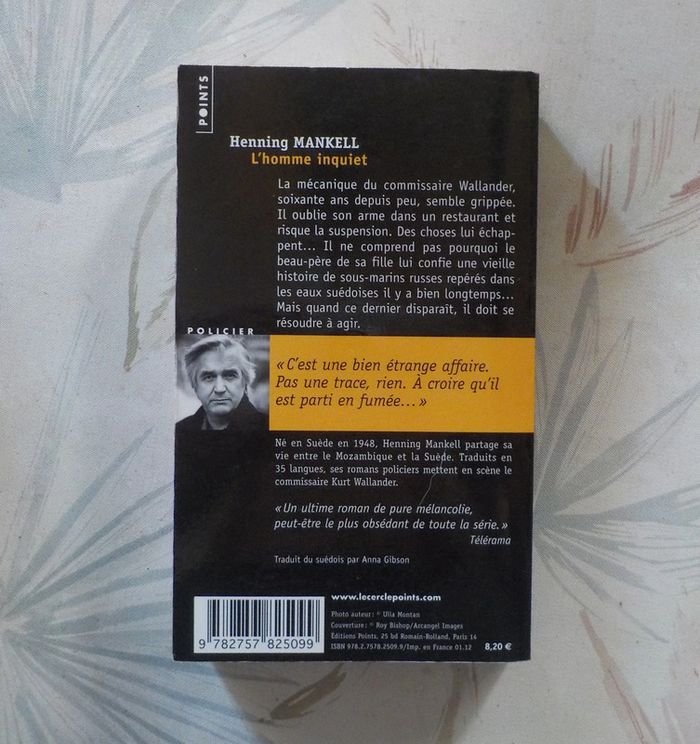 POINTS
Henning MANKELL
L'homme inquiet
La mécanique du commissaire Wallander,
soixante ans depuis peu, semble grippée.
Il oublie son arme dans un restaurant et
risque la suspension. Des choses lui échap-
pent... Il ne comprend pas pourquoi le
beau-père de sa fille lui confie une vieille
histoire de sous-marins russes repérés dans
les eaux suédoises il y a bien longtemps...
Mais quand ce dernier disparaît, il doit se
résoudre à agir.
POLICIER
« C'est une bien étrange affaire.
Pas une trace, rien. À croire qu'il
est parti en fumée... »
Né en Suède en 1948, Henning Mankell partage sa
vie entre le Mozambique et la Suède. Traduits en
35 langues, ses romans policiers mettent en scène le
commissaire Kurt Wallander.
« Un ultime roman de pure mélancolie,
peut-être le plus obsédant de toute la série. »
Télérama
Traduit du suédois par Anna Gibson
www.lecerclepoints.com
Photo auteur : © Ulla Montan
Couverture : © Roy Bishop/Arcangel Images
Éditions Points, 25 bd Romain-Rolland, Paris 14
ISBN 978.2.7578.2509.9/Imp. en France 01.12
8,20 €
9 782757 825099